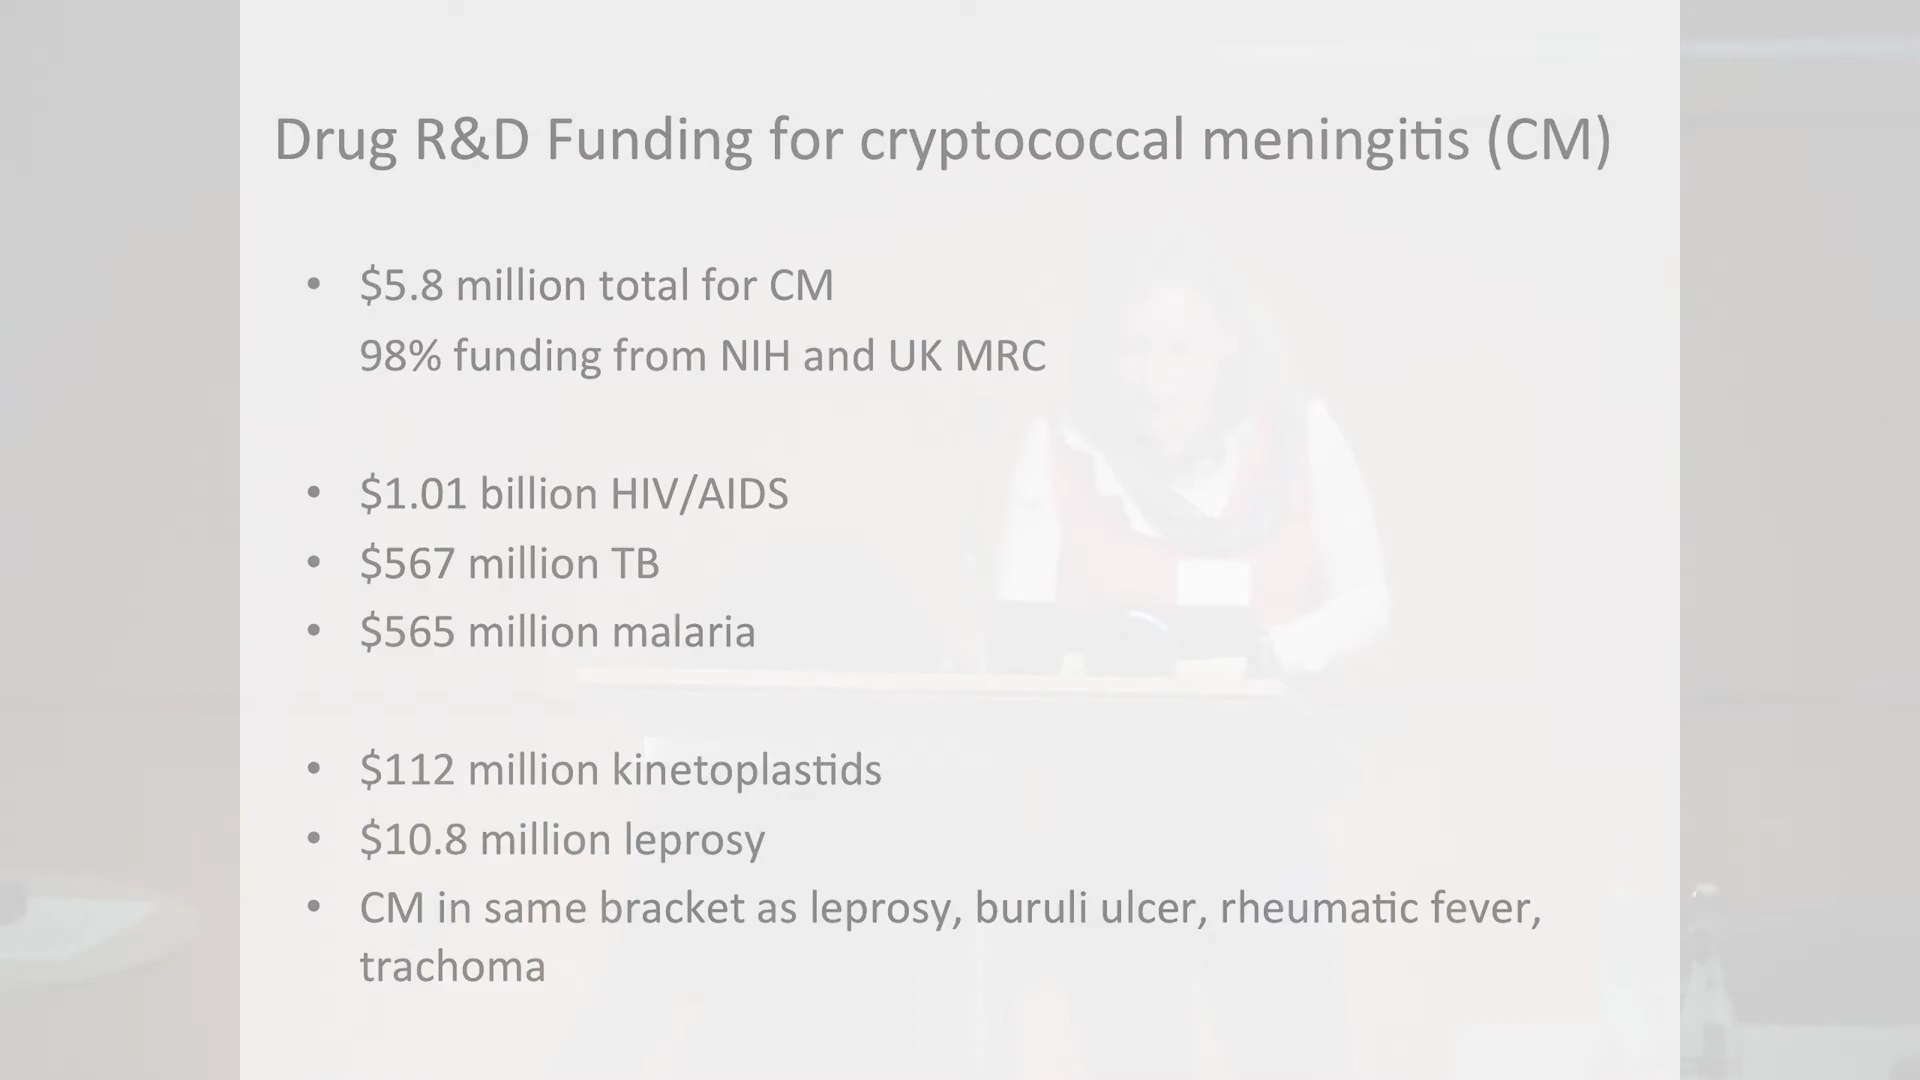 Drug R&D Funding for cryptococcal meningitis (CM)
• $5.8 million total for CM
98% funding from NIH and UK MRC
• $1.01 billion HIV/AIDS
• $567 million TB
• $565 million malaria
• $112 million kinetoplastids
• $10.8 million leprosy
• CM in same bracket as leprosy, buruli ulcer, rheumatic fever,
trachoma